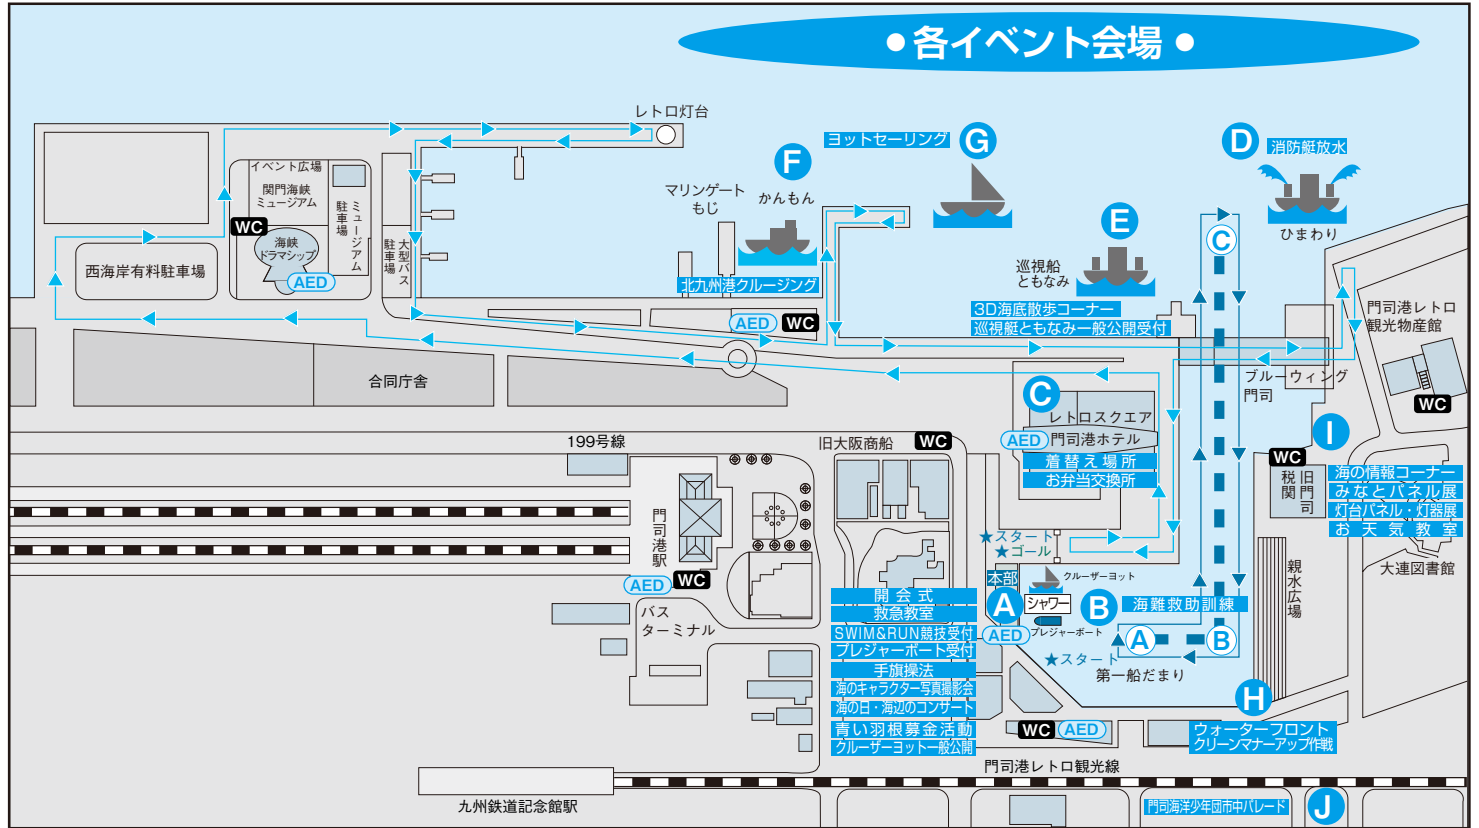 ●各イベント会場●
レトロ灯台
ヨットセーリング
G
D
消防艇放水
F
イベント広場
関門海峡
ミュージアム
ミュージアム
駐車場
マリンゲート
もじ
かんもん
WC
海峡
ドラマシップ
AED
大型バス
駐車場
西海岸有料駐車場
E
C
ひまわり
巡視船
ともなみ
北九州港クルージング
3D海底散歩コーナー
巡視艇ともなみ一般公開受付
AED
WC
門司港レトロ
観光物産館
合同庁舎
ブルーウィング
門司
WC
C
レトロスクエア
AED
門司港ホテル
着替え場所
お弁当交換所
199号線
旧大阪商船
WC
I
WC
旧門司
税関
海の情報コーナー
みなとパネル展
灯台パネル・灯器展
お天気教室
大連図書館
門司港駅
AED
WC
バス
ターミナル
★スタート
★ゴール
本部
クルーザーヨット
A
シャワー
B
海難救助訓練
AED
プレジャーボート
A
B
★スタート
第一船だまり
親水広場
開会式
救急教室
SWIM&RUN競技受付
プレジャーボート受付
手旗操法
海のキャラクター写真撮影会
海の日・海辺のコンサート
青い羽根募金活動
クルーザーヨット一般公開
H
WC
AED
ウォーターフロント
クリーンマナーアップ作戦
門司港レトロ観光線
九州鉄道記念館駅
門司海洋少年団市中パレード
J